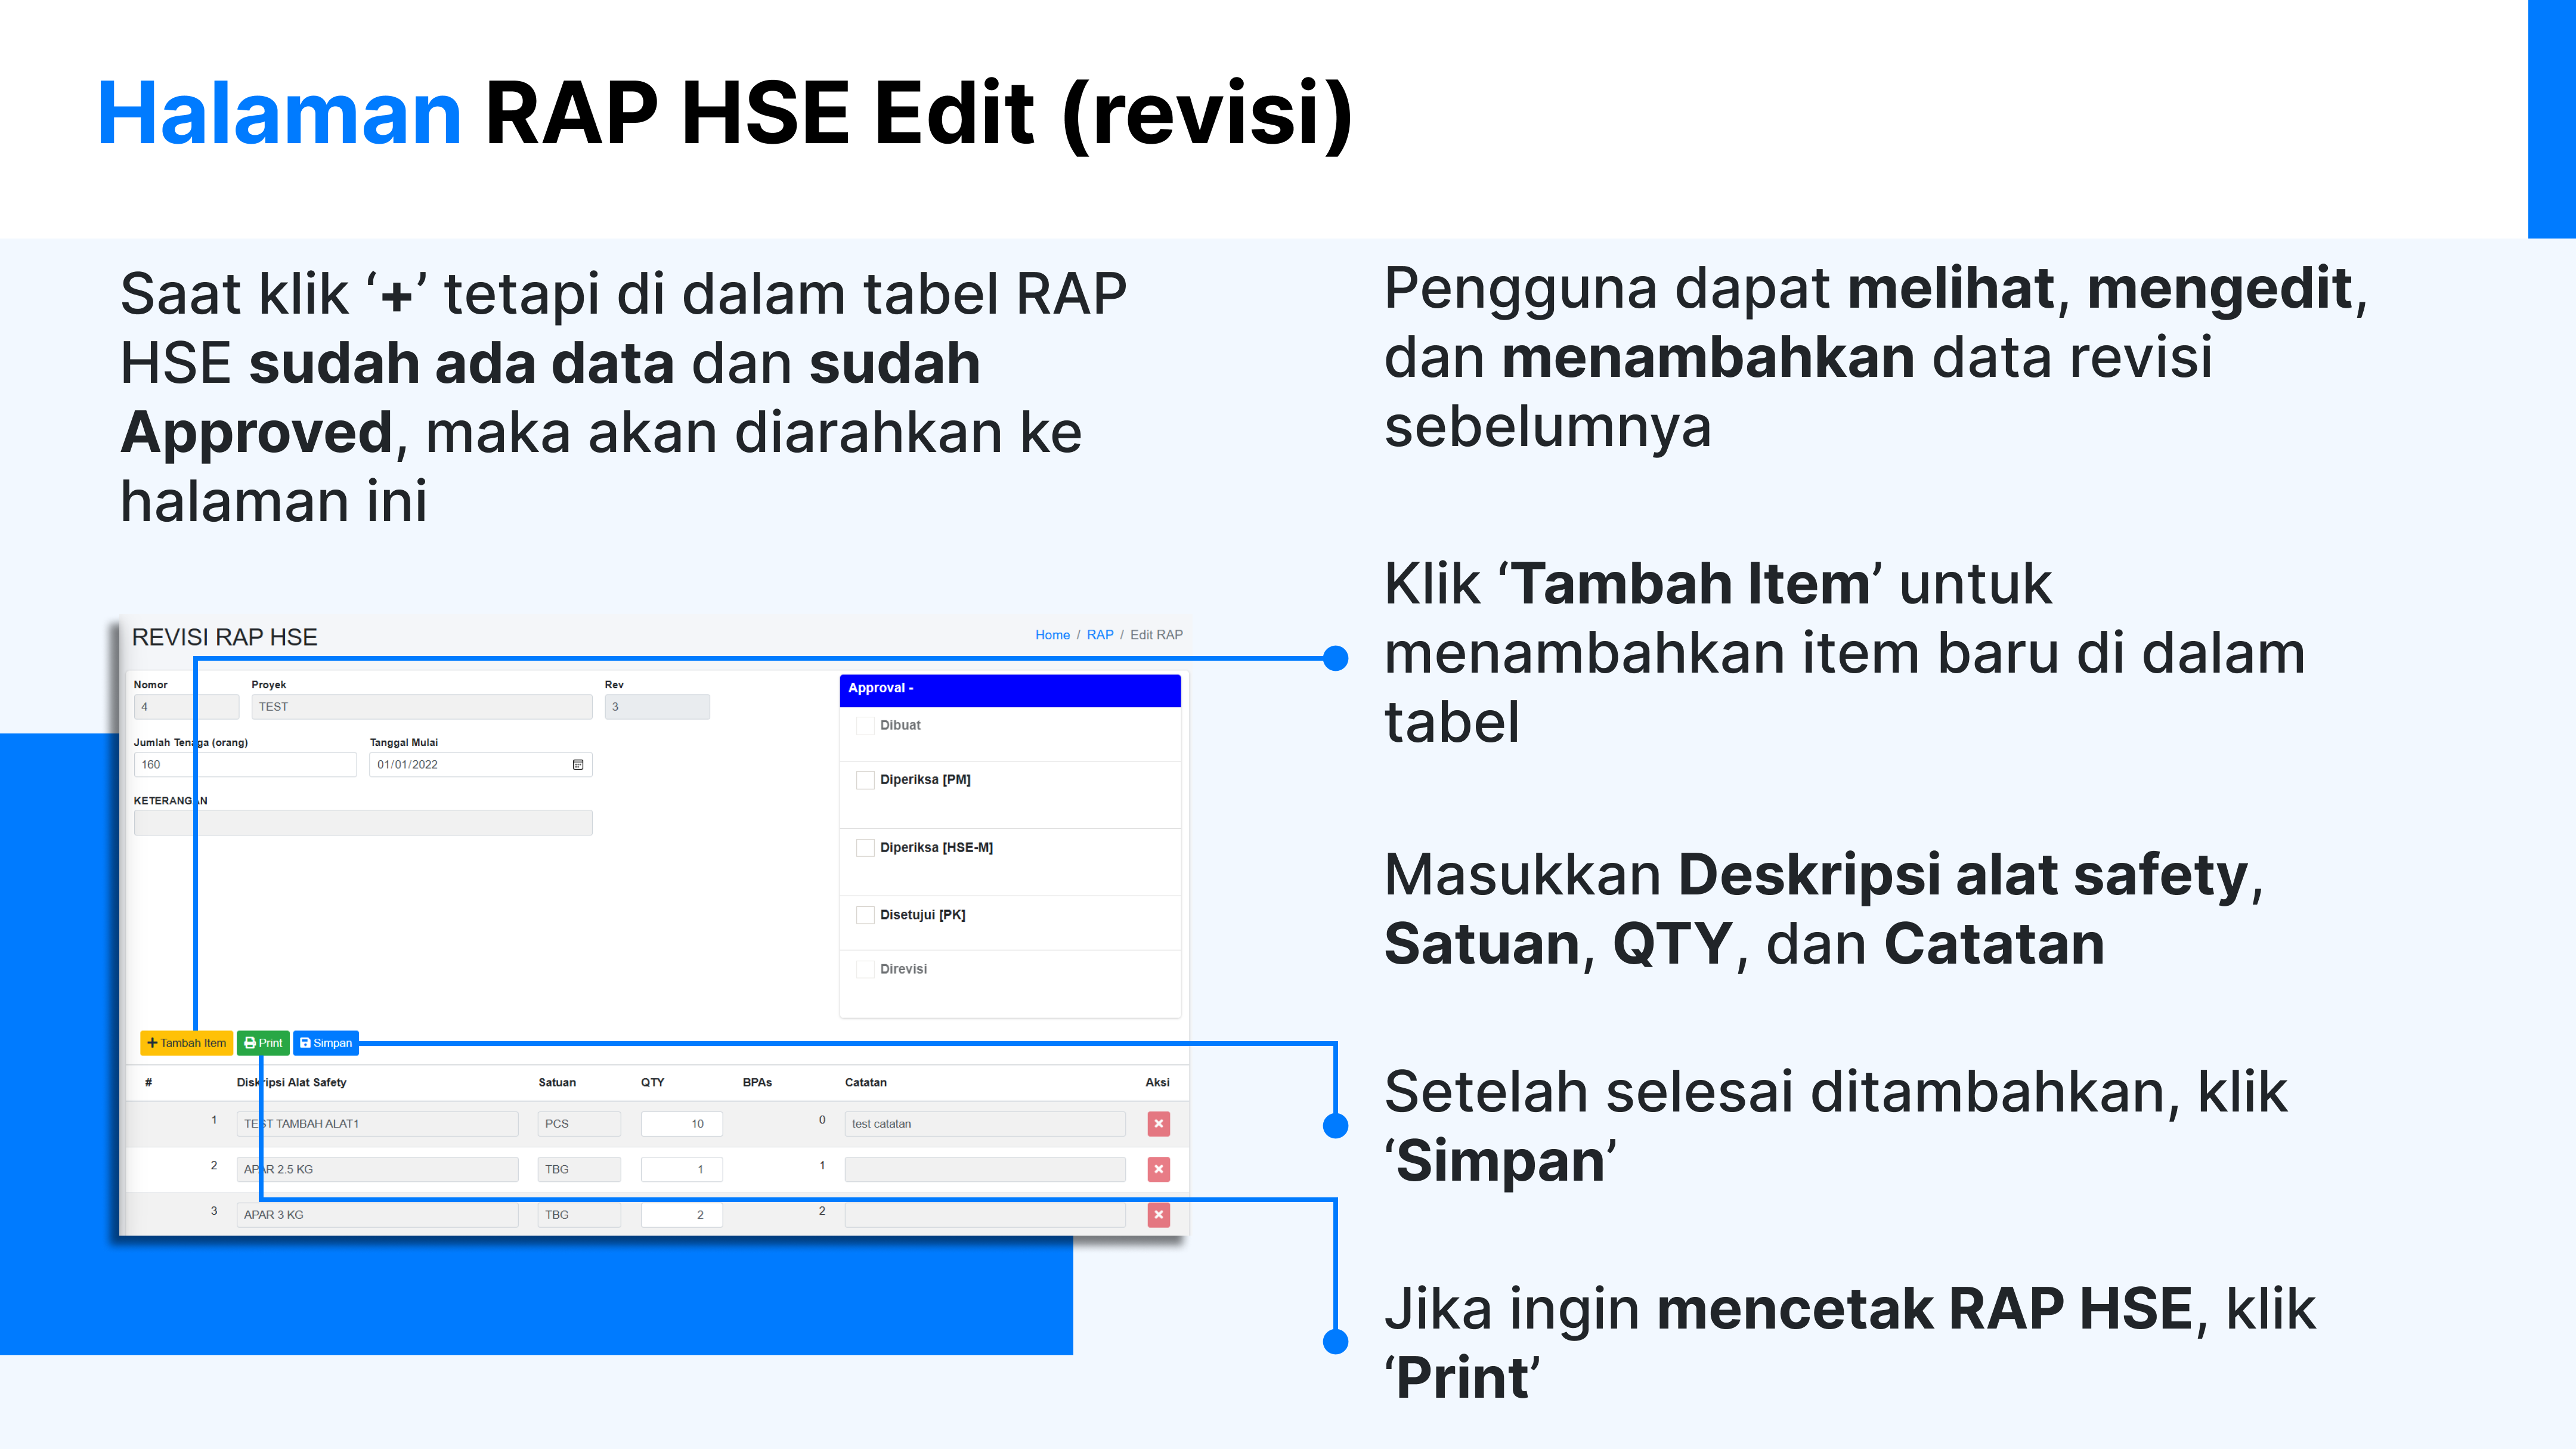 Halaman RAP HSE Edit (revisi)
Saat klik ‘+’ tetapi di dalam tabel RAP
HSE sudah ada data dan sudah
Approved, maka akan diarahkan ke
halaman ini
REVISI RAP HSE
Home / RAP / Edit RAP
Nomor Proyek Rev
4 TEST 3
Jumlah Tenaga (orang) Tanggal Mulai
160 01/01/2022
KETERANGAN
Approval -
Dibuat
Diperiksa [PM]
Diperiksa [HSE-M]
Disetujui [PK]
Direvisi
Tambah Item Print Simpan
# Diskripsi Alat Safety Satuan QTY BPAs Catatan Aksi
1 TEST TAMBAH ALAT1 PCS 10 0 test catatan
2 APAR 2.5 KG TBG 1 1
3 APAR 3 KG TBG 2 2
Pengguna dapat melihat, mengedit,
dan menambahkan data revisi
sebelumnya
Klik ‘Tambah Item’ untuk
menambahkan item baru di dalam
tabel
Masukkan Deskripsi alat safety,
Satuan, QTY, dan Catatan
Setelah selesai ditambahkan, klik
‘Simpan’
Jika ingin mencetak RAP HSE, klik
‘Print’